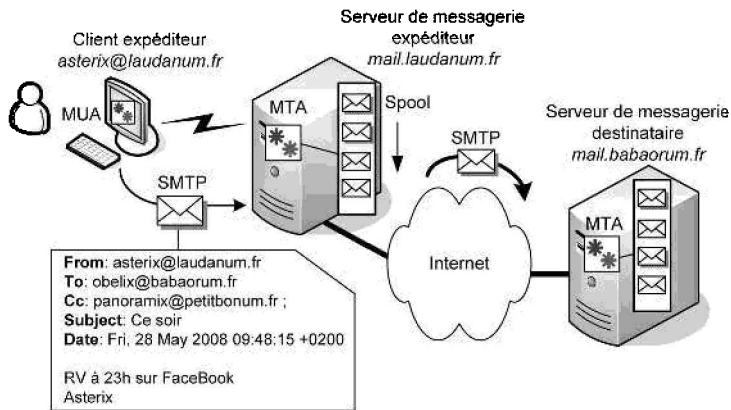 Client expéditeur
asterix@laudanum.fr
MUA
SMTP
Serveur de messagerie
expéditeur
mail.laudanum.fr
MTA
Spool
SMTP
Serveur de messagerie
destinataire
mail.babaorum.fr
MTA
Internet
From: asterix@laudanum.fr
To: obelix@babaorum.fr
Cc: panoramix@petitbonum.fr ;
Subject: Ce soir
Date: Fri, 28 May 2008 09:48:15 +0200
RV à 23h sur FaceBook
Asterix